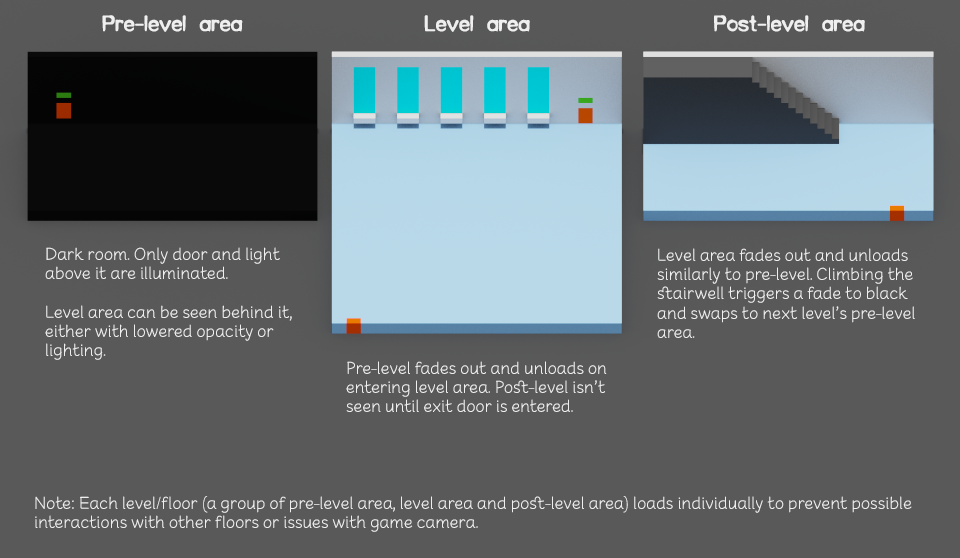 Pre-level area
Level area
Post-level area
Dark room. Only door and light
above it are illuminated.
Level area can be seen behind it,
either with lowered opacity or
lighting.
Pre-level fades out and unloads on
entering level area. Post-level isn't
seen until exit door is entered.
Level area fades out and unloads
similarly to pre-level. Climbing the
stairwell triggers a fade to black
and swaps to next level's pre-level
area.
Note: Each level/floor (a group of pre-level area, level area and post-level area) loads individually to prevent possible
interactions with other floors or issues with game camera.